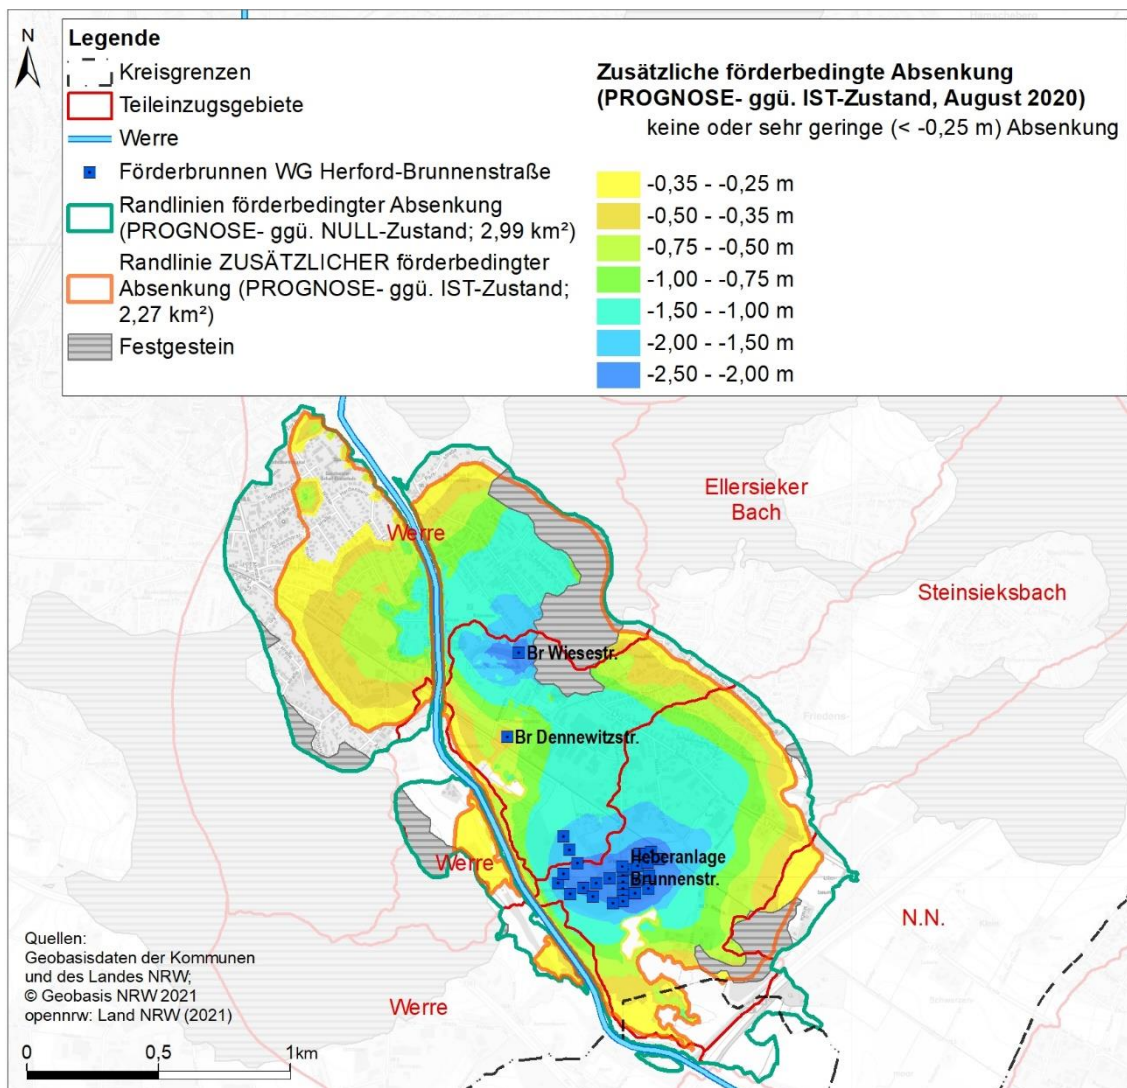 N
Legende
Kreisgrenzen
Teileinzugsgebiete
Werre
Förderbrunnen WG Herford-Brunnenstraße
Randlinien förderbedingter Absenkung
(PROGNOSE- ggü. NULL-Zustand; 2,99 km²)
Randlinie ZUSÄTZLICHER förderbedingter
Absenkung (PROGNOSE- ggü. IST-Zustand;
2,27 km²)
Festgestein
Zusätzliche förderbedingte Absenkung
(PROGNOSE- ggü. IST-Zustand, August 2020)
keine oder sehr geringe (< -0,25 m) Absenkung
-0,35 - -0,25 m
-0,50 - -0,35 m
-0,75 - -0,50 m
-1,00 - -0,75 m
-1,50 - -1,00 m
-2,00 - -1,50 m
-2,50 - -2,00 m
Ellersieker
Bach
Werre
Steinsieksbach
Br Wiesestr.
Friedens
Br Dennewitzstr.
Heberanlage
Brunnenstr.
Werre
N.N.
Werre
Quellen:
Geobasisdaten der Kommunen
und des Landes NRW;
© Geobasis NRW 2021
opennrw: Land NRW (2021)
0 0,5 1km